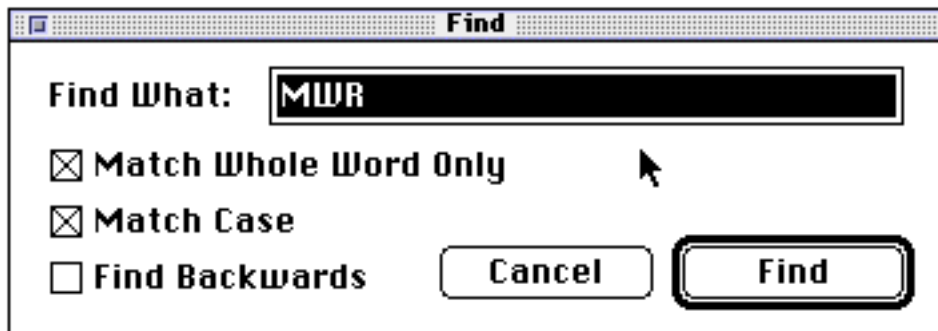 Find
Find What: MWR
Match Whole Word Only
Match Case
Find Backwards
Cancel
Find